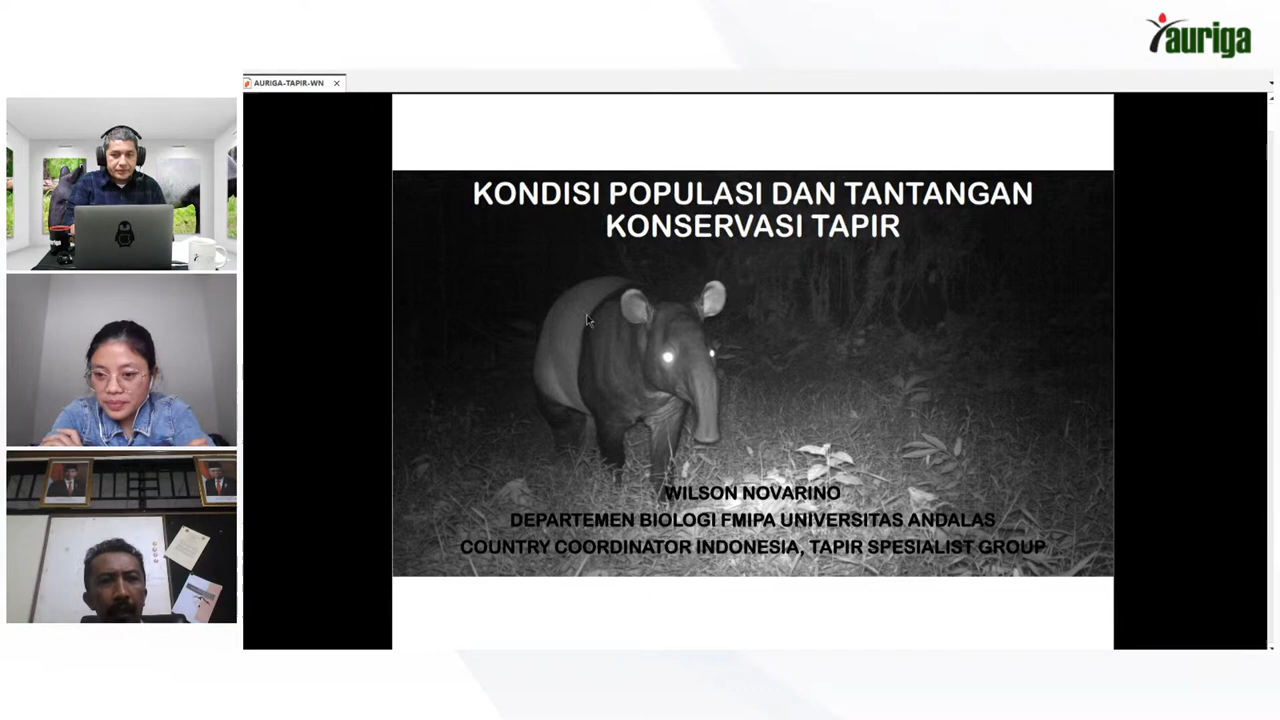 auriga
AURIGA-TAPIR-WN
KONDISI POPULASI DAN TANTANGAN
KONSERVASI TAPIR
WILSON NOVARINO
DEPARTEMEN BIOLOGI FMIPA UNIVERSITAS ANDALAS
COUNTRY COORDINATOR INDONESIA, TAPIR SPESIALIST GROUP